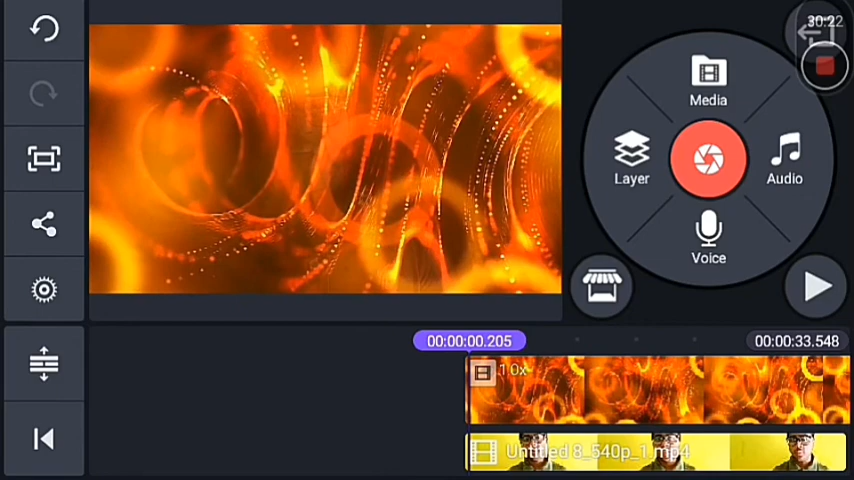 30:22
Media
Layer
Audio
Voice
00:00:00.205
00:00:33.548
1.0x
Untitled 8_540p_1.mp4